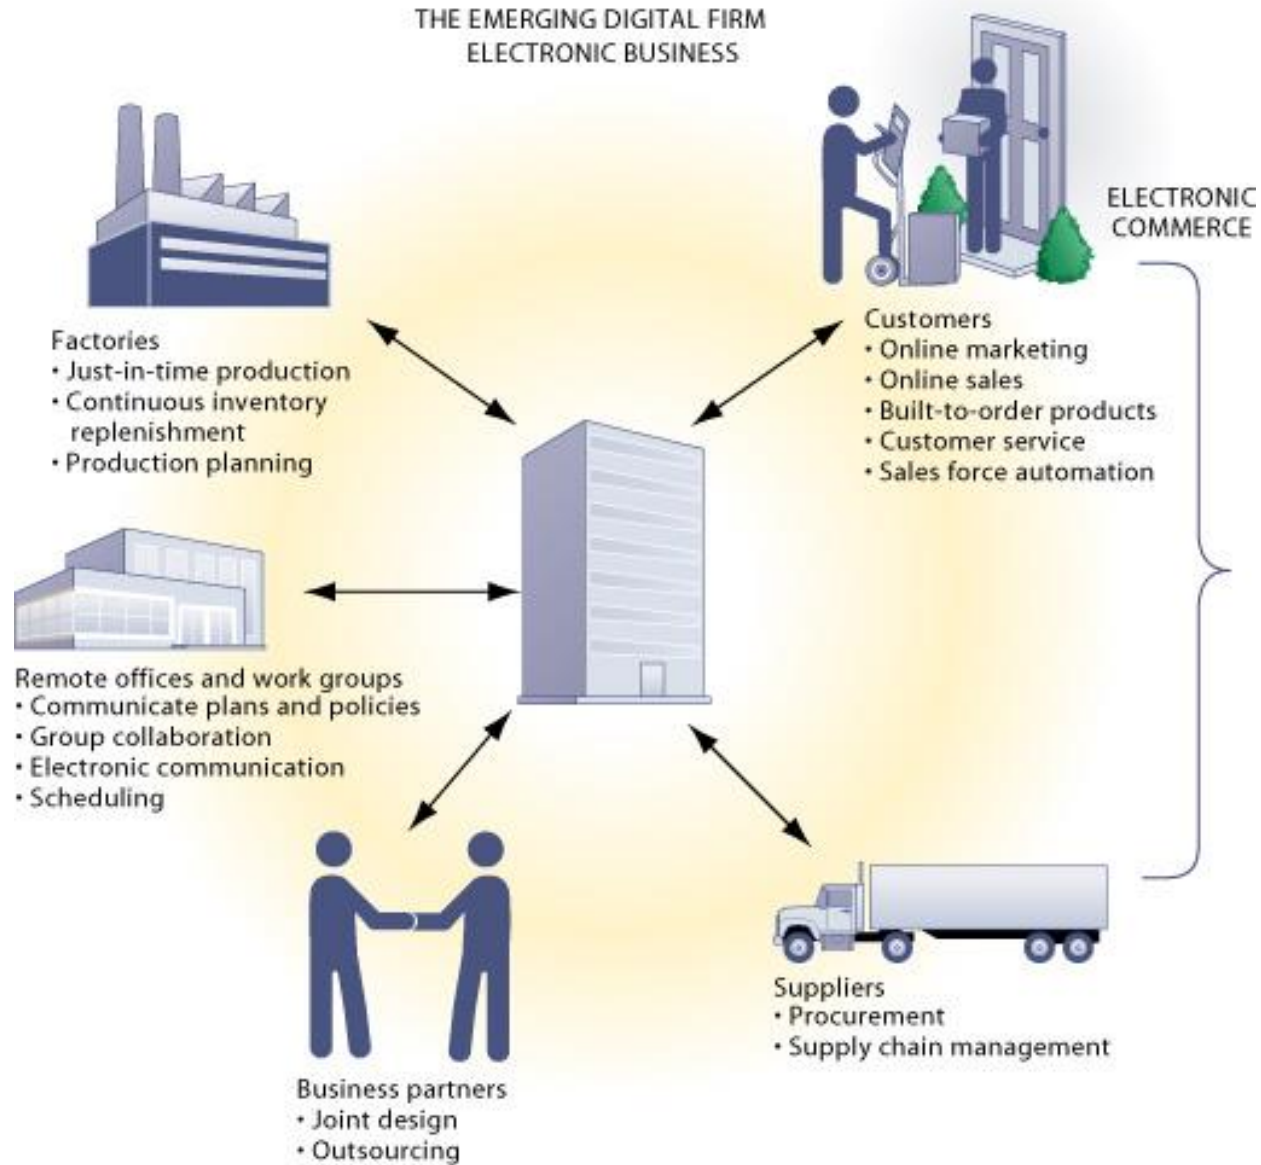 THE EMERGING DIGITAL FIRM
ELECTRONIC BUSINESS
ELECTRONIC
COMMERCE
Factories
• Just-in-time production
• Continuous inventory
replenishment
• Production planning
Customers
• Online marketing
• Online sales
• Built-to-order products
• Customer service
• Sales force automation
Remote offices and work groups
• Communicate plans and policies
• Group collaboration
• Electronic communication
• Scheduling
Business partners
• Joint design
• Outsourcing
Suppliers
• Procurement
• Supply chain management